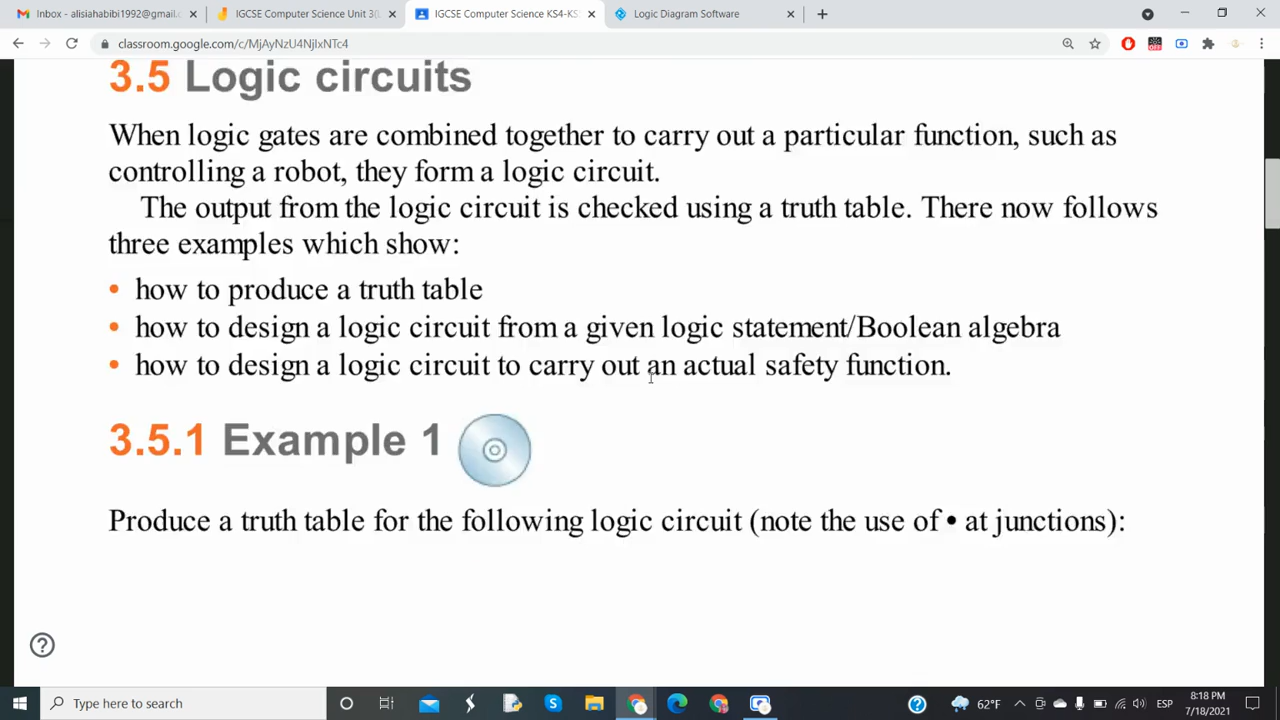 Inbox - alisiahabibi1992@gmail.c
IGCSE Computer Science Unit 3(
IGCSE Computer Science KS4-KS
Logic Diagram Software
classroom.google.com/c/MjAyNzU4NjIxNTc4
3.5 Logic circuits
When logic gates are combined together to carry out a particular function, such as
controlling a robot, they form a logic circuit.
The output from the logic circuit is checked using a truth table. There now follows
three examples which show:
• how to produce a truth table
• how to design a logic circuit from a given logic statement/Boolean algebra
• how to design a logic circuit to carry out an actual safety function.
3.5.1 Example 1
Produce a truth table for the following logic circuit (note the use of • at junctions):
Type here to search
62°F
ESP
8:18 PM
7/18/2021